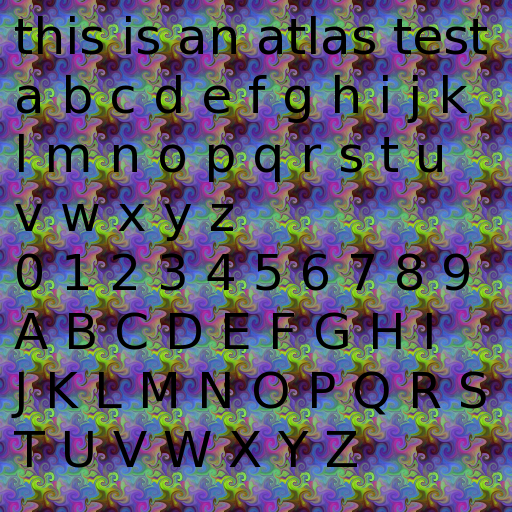 this is an atlas test
a b c d e f g h i j k
l m n o p q r s t u
v w x y z
0 1 2 3 4 5 6 7 8 9
A B C D E F G H I
J K L M N O P Q R S
T U V W X Y Z